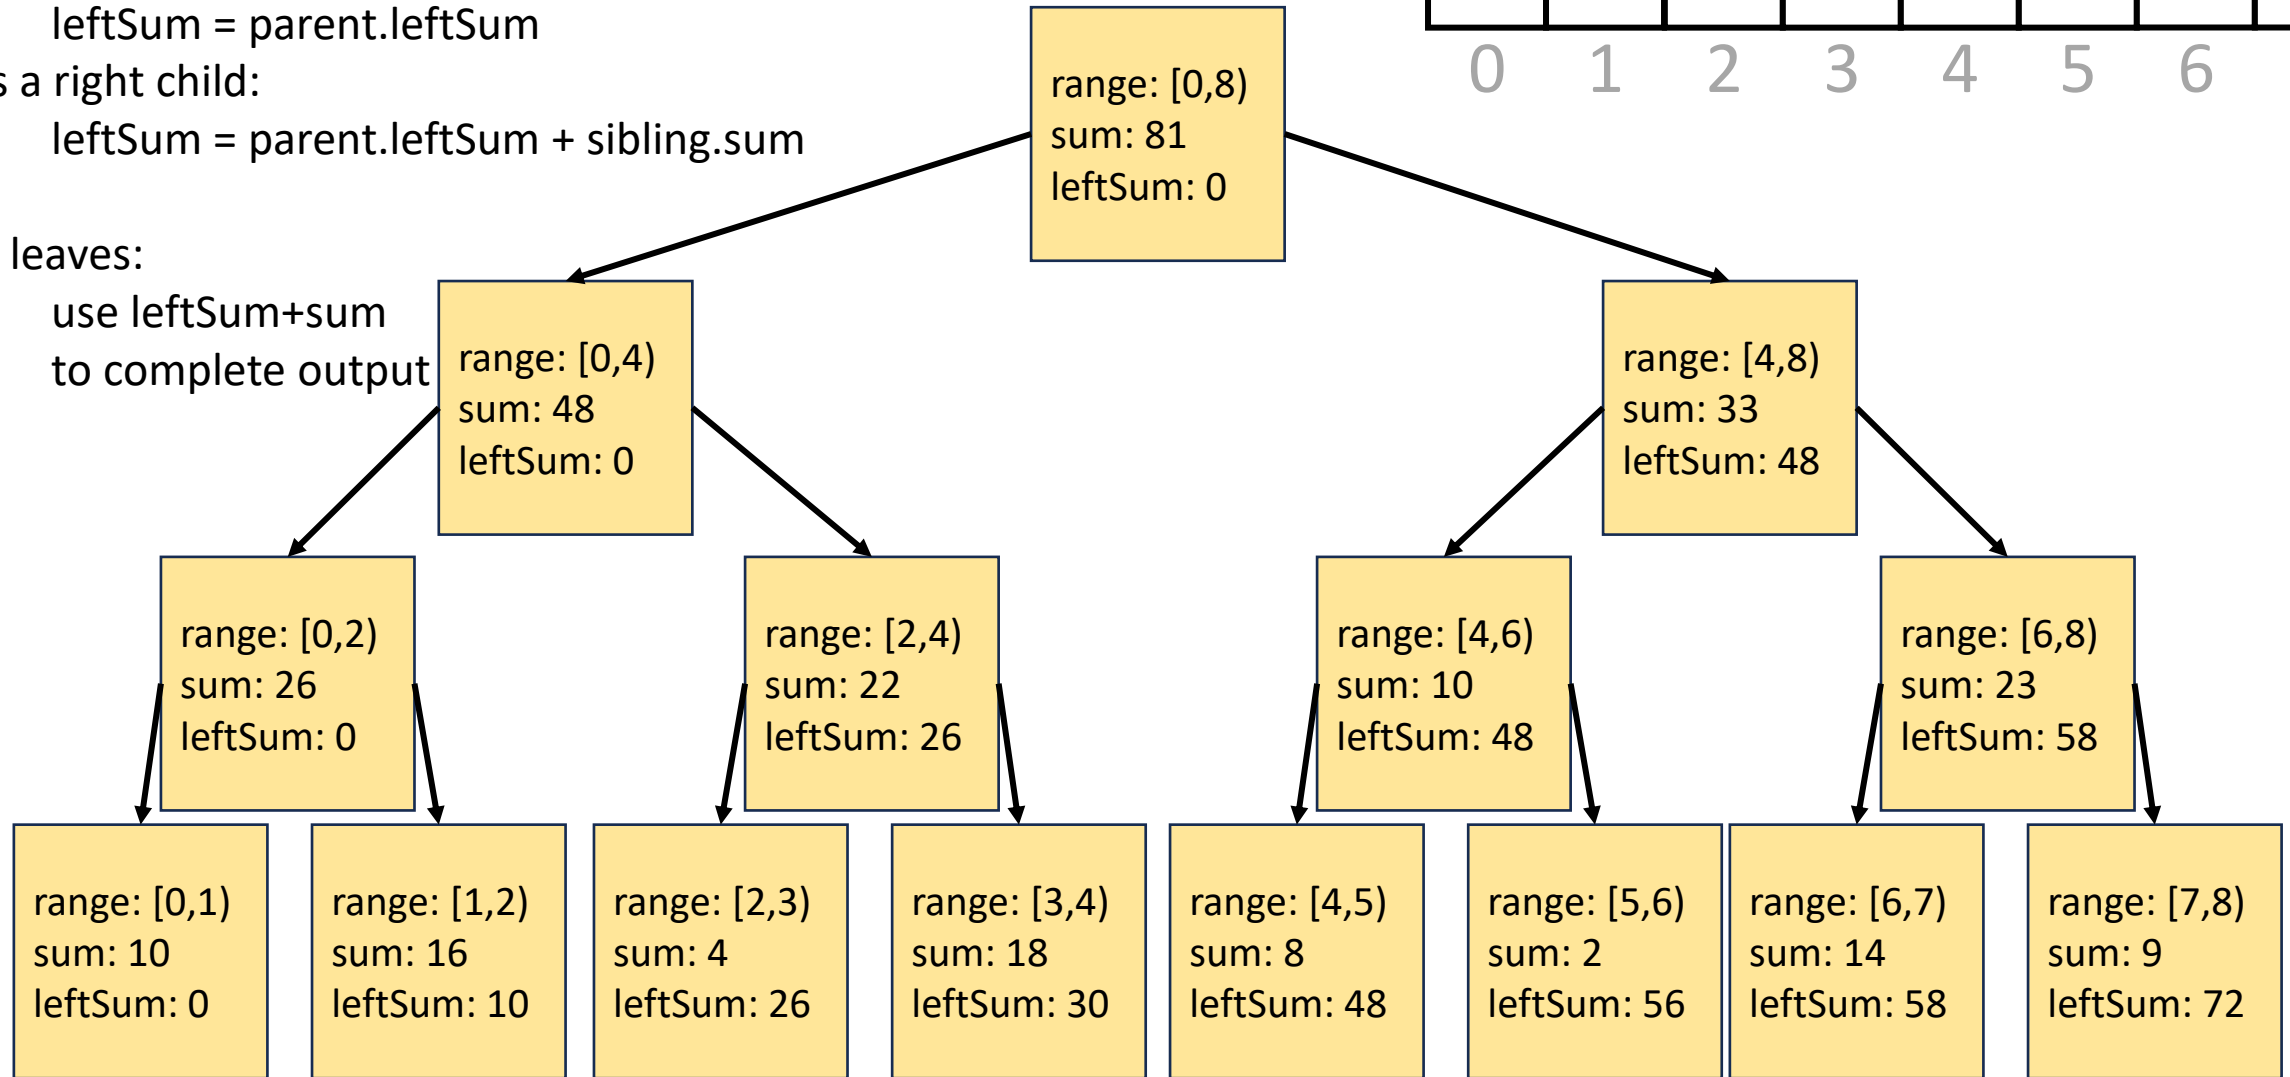 leftSum = parent.leftSum
s a right child:
leftSum = parent.leftSum + sibling.sum
leaves:
use leftSum+sum
to complete output
0 1 2 3 4 5 6
range: [0,8)
sum: 81
leftSum: 0
range: [0,4)
sum: 48
leftSum: 0
range: [4,8)
sum: 33
leftSum: 48
range: [0,2)
sum: 26
leftSum: 0
range: [2,4)
sum: 22
leftSum: 26
range: [4,6)
sum: 10
leftSum: 48
range: [6,8)
sum: 23
leftSum: 58
range: [0,1)
sum: 10
leftSum: 0
range: [1,2)
sum: 16
leftSum: 10
range: [2,3)
sum: 4
leftSum: 26
range: [3,4)
sum: 18
leftSum: 30
range: [4,5)
sum: 8
leftSum: 48
range: [5,6)
sum: 2
leftSum: 56
range: [6,7)
sum: 14
leftSum: 58
range: [7,8)
sum: 9
leftSum: 72